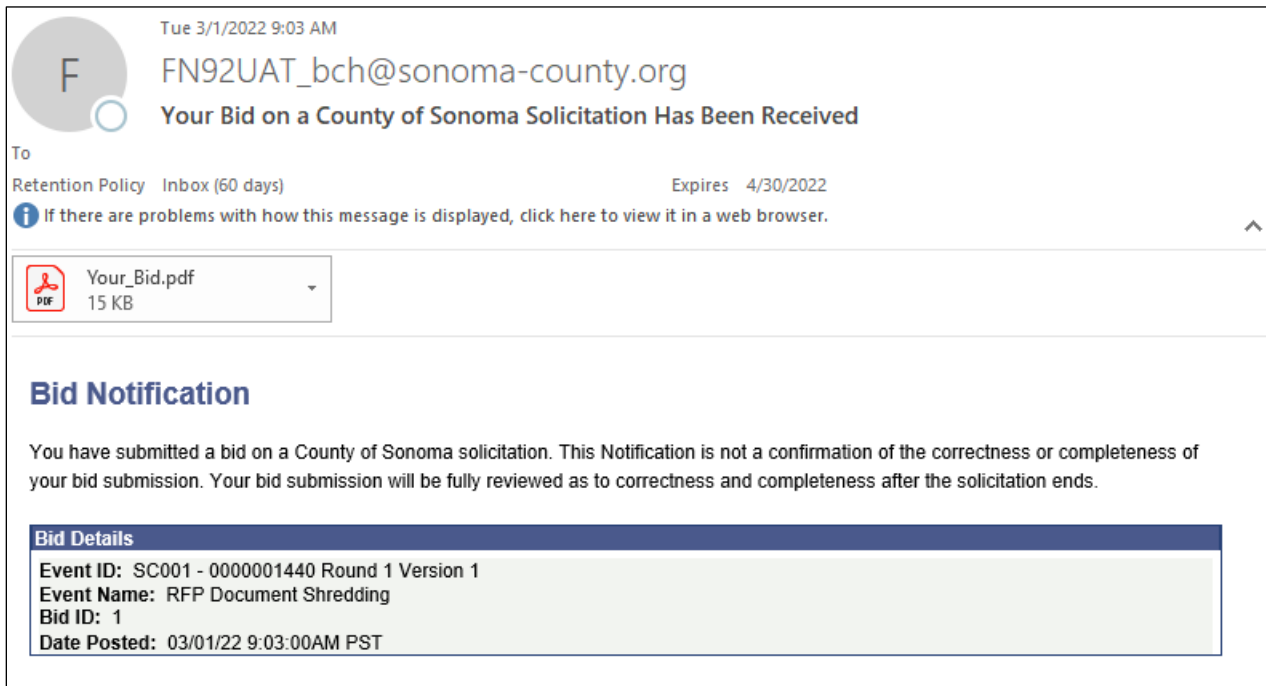 Tue 3/1/2022 9:03 AM
F
FN92UAT_bch@sonoma-county.org
Your Bid on a County of Sonoma Solicitation Has Been Received
To
Retention Policy Inbox (60 days) Expires 4/30/2022
If there are problems with how this message is displayed, click here to view it in a web browser.
PDF
Your_Bid.pdf
15 KB
Bid Notification
You have submitted a bid on a County of Sonoma solicitation. This Notification is not a confirmation of the correctness or completeness of
your bid submission. Your bid submission will be fully reviewed as to correctness and completeness after the solicitation ends.
Bid Details
Event ID: SC001 - 0000001440 Round 1 Version 1
Event Name: RFP Document Shredding
Bid ID: 1
Date Posted: 03/01/22 9:03:00AM PST